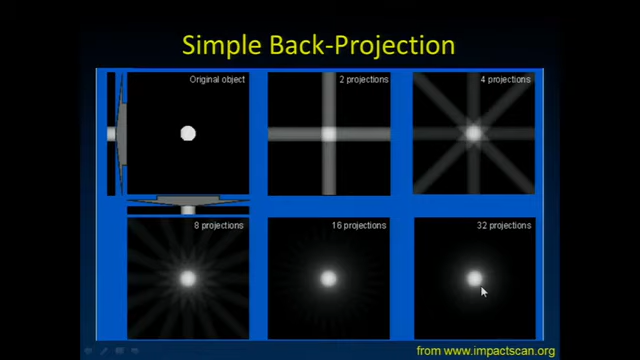 Simple Back-Projection
Original object
2 projections
4 projections
8 projections
16 projections
32 projections
from www.impactscan.org